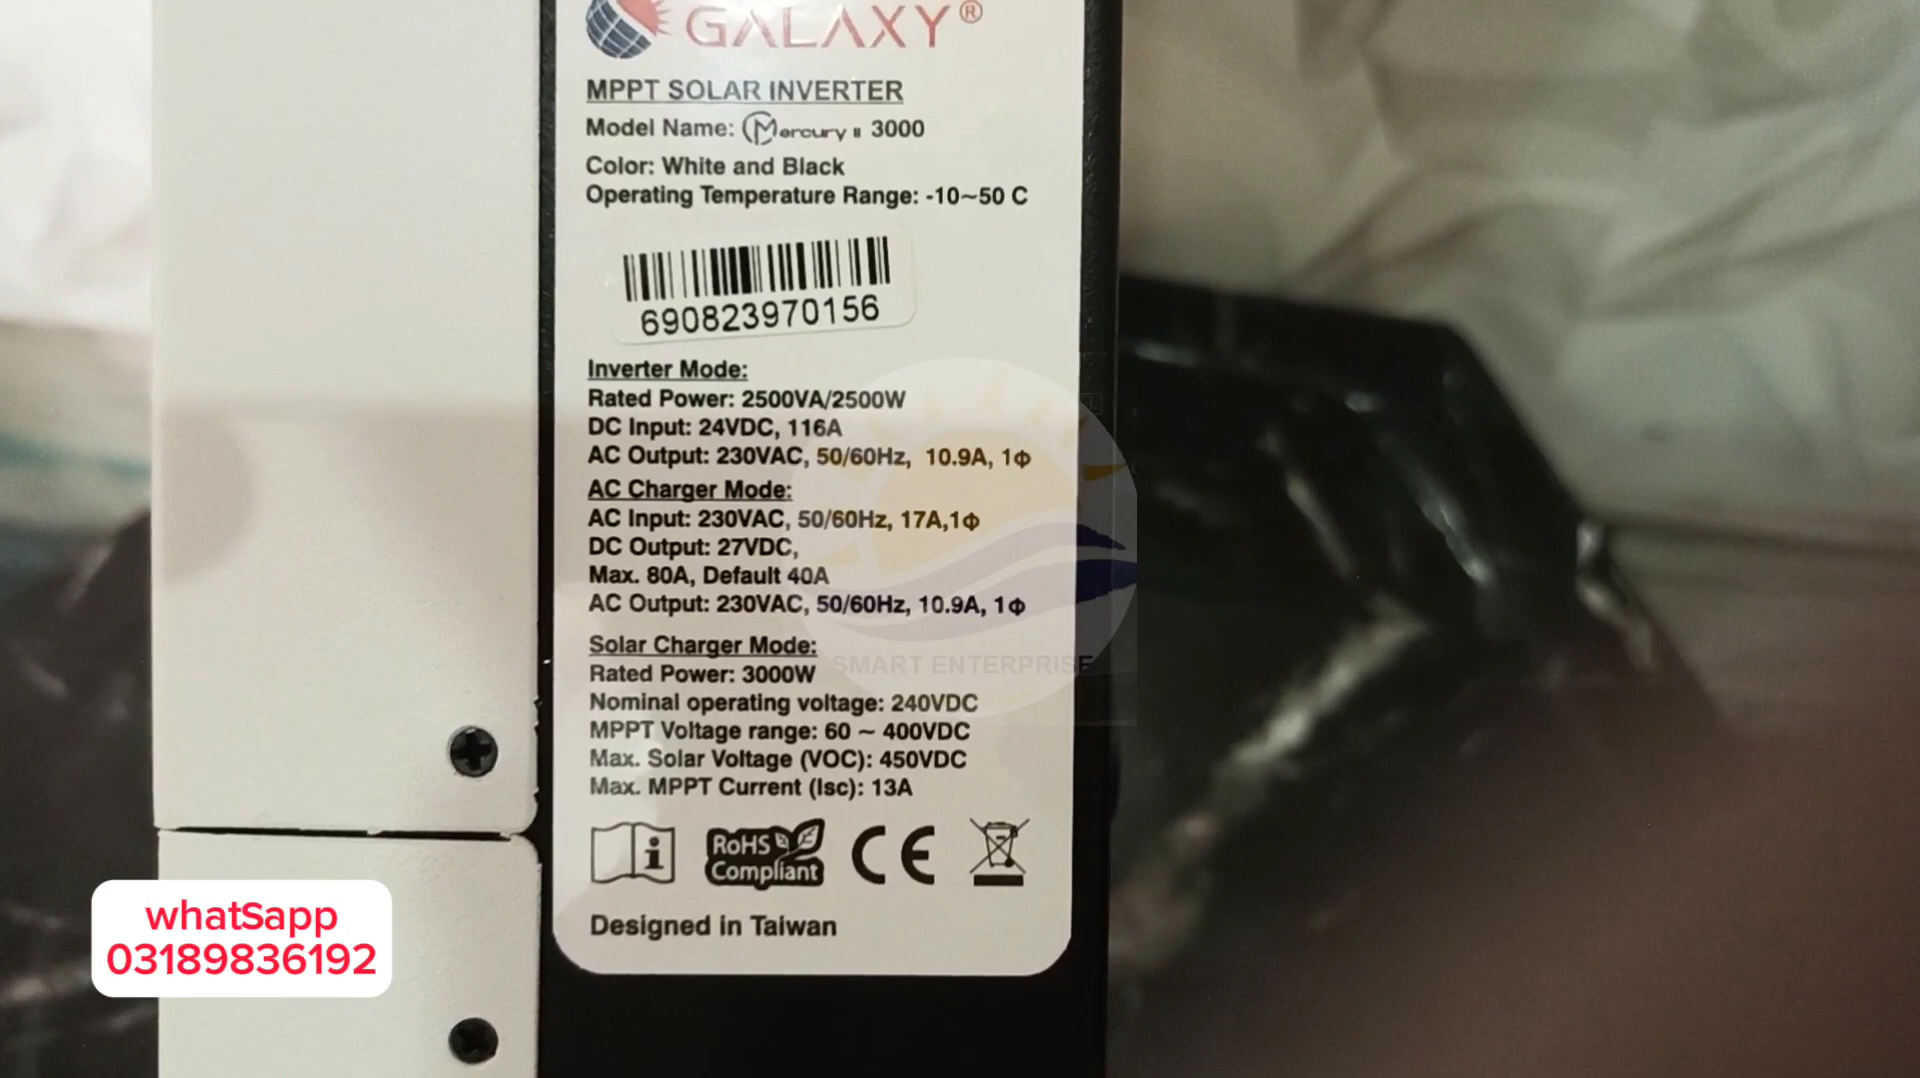 GALAXY®
MPPT SOLAR INVERTER
Model Name: Mercury II 3000
Color: White and Black
Operating Temperature Range: -10~50 C
690823970156
Inverter Mode:
Rated Power: 2500VA/2500W
DC Input: 24VDC, 116A
AC Output: 230VAC, 50/60Hz, 10.9A, 1Φ
AC Charger Mode:
AC Input: 230VAC, 50/60Hz, 17A,1Φ
DC Output: 27VDC,
Max. 80A, Default 40A
AC Output: 230VAC, 50/60Hz, 10.9A, 1Φ
Solar Charger Mode:
Rated Power: 3000W
Nominal operating voltage: 240VDC
MPPT Voltage range: 60 ~ 400VDC
Max. Solar Voltage (VOC): 450VDC
Max. MPPT Current (Isc): 13A
SMART ENTERPRISE
i RoHS Compliant CE
Designed in Taiwan
whatSapp
03189836192